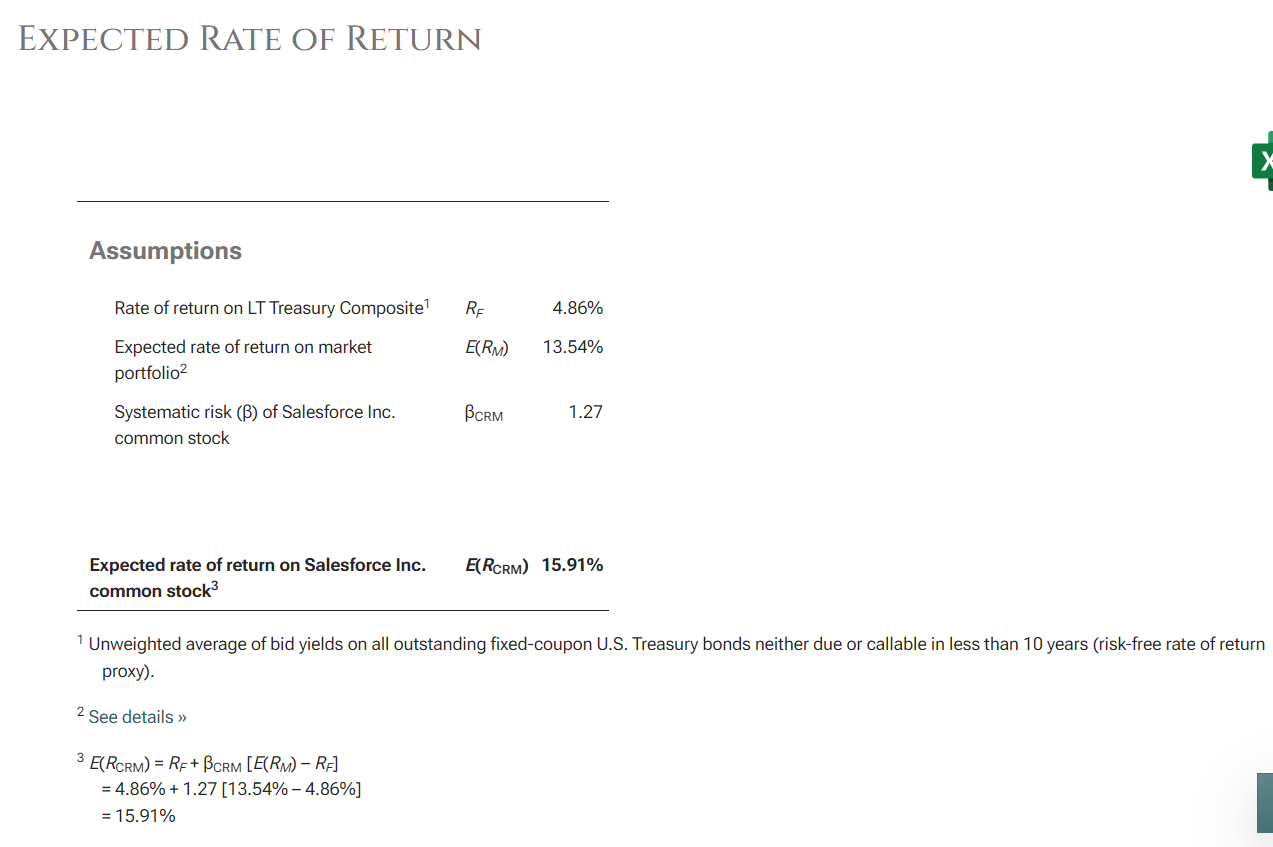 Expected Rate of Return
Assumptions
Rate of return on LT Treasury Composite1 RF 4.86%
Expected rate of return on market E(RM) 13.54%
portfolio2
Systematic risk (β) of Salesforce Inc. βCRM 1.27
common stock
Expected rate of return on Salesforce Inc. E(RCRM) 15.91%
common stock3
1 Unweighted average of bid yields on all outstanding fixed-coupon U.S. Treasury bonds neither due or callable in less than 10 years (risk-free rate of return
proxy).
2 See details »
3 E(RCRM) = RF + βCRM [E(RM) – RF]
= 4.86% + 1.27 [13.54% – 4.86%]
= 15.91%